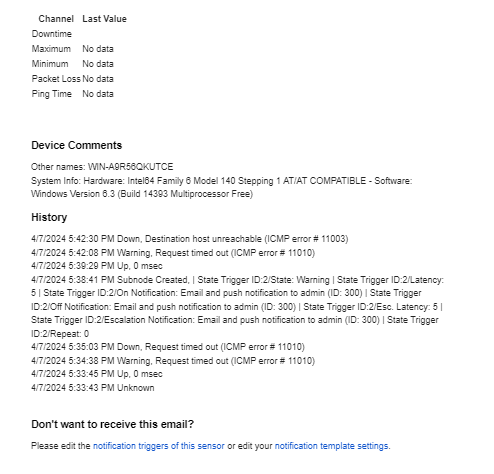 Channel Last Value
Downtime
Maximum No data
Minimum No data
Packet Loss No data
Ping Time No data
Device Comments
Other names: WIN-A9R56QKUTCE
System Info: Hardware: Intel64 Family 6 Model 140 Stepping 1 AT/AT COMPATIBLE - Software:
Windows Version 6.3 (Build 14393 Multiprocessor Free)
History
4/7/2024 5:42:30 PM Down, Destination host unreachable (ICMP error # 11003)
4/7/2024 5:42:08 PM Warning, Request timed out (ICMP error # 11010)
4/7/2024 5:39:29 PM Up, 0 msec
4/7/2024 5:38:41 PM Subnode Created, | State Trigger ID:2/State: Warning | State Trigger ID:2/Latency:
5 | State Trigger ID:2/On Notification: Email and push notification to admin (ID: 300) | State Trigger
ID:2/Off Notification: Email and push notification to admin (ID: 300) | State Trigger ID:2/Esc. Latency: 5 |
State Trigger ID:2/Escalation Notification: Email and push notification to admin (ID: 300) | State Trigger
ID:2/Repeat: 0
4/7/2024 5:35:03 PM Down, Request timed out (ICMP error # 11010)
4/7/2024 5:34:38 PM Warning, Request timed out (ICMP error # 11010)
4/7/2024 5:33:45 PM Up, 0 msec
4/7/2024 5:33:43 PM Unknown
Don't want to receive this email?
Please edit the notification triggers of this sensor or edit your notification template settings.